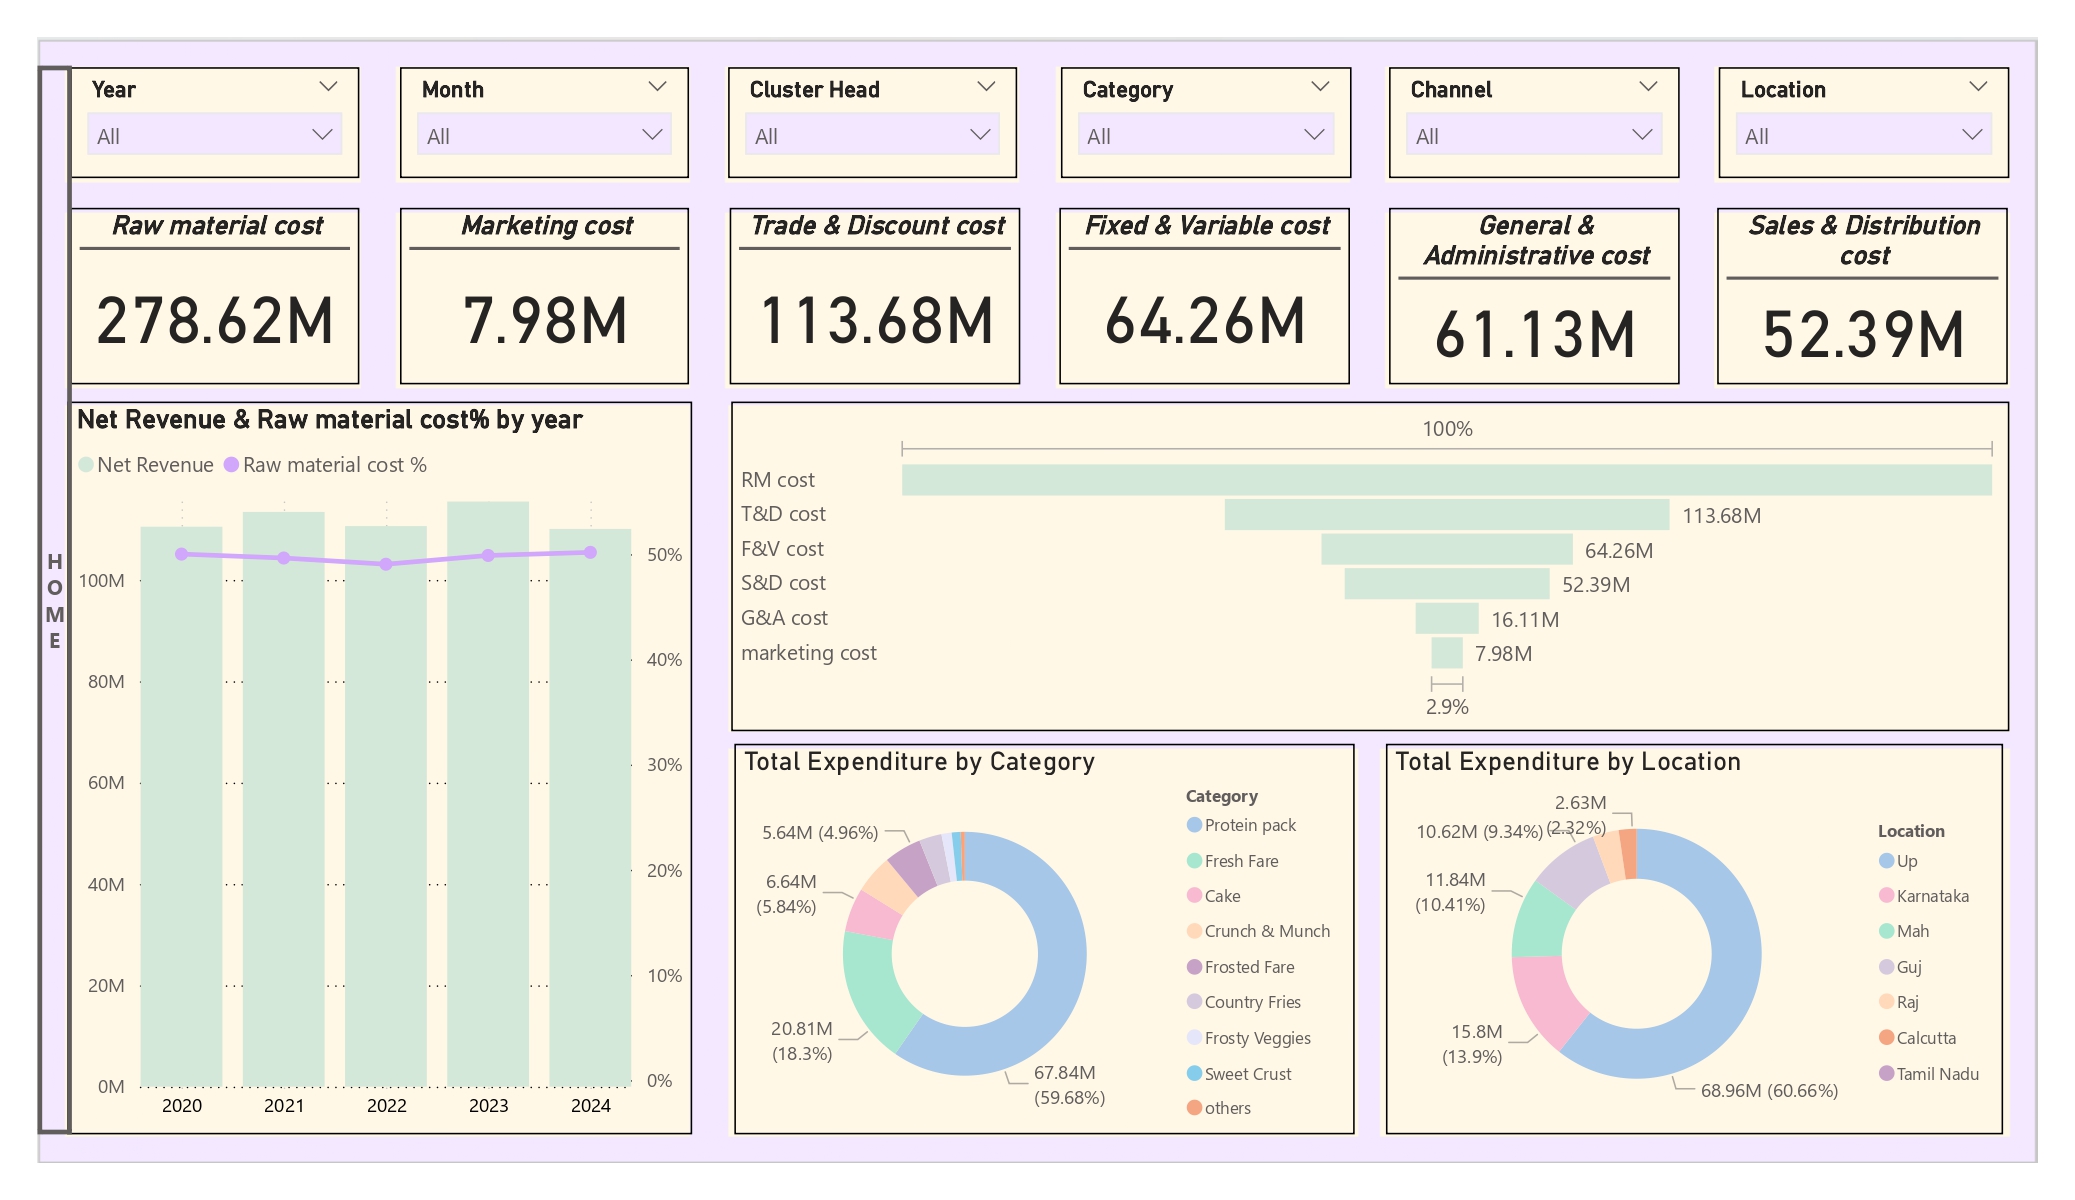 Year
All
Month
All
Cluster Head
All
Category
All
Channel
All
Location
All
Raw material cost
278.62M
Marketing cost
7.98M
Trade & Discount cost
113.68M
Fixed & Variable cost
64.26M
General &
Administrative cost
61.13M
Sales & Distribution
cost
52.39M
H
O
M
E
Net Revenue & Raw material cost% by year
Net Revenue
Raw material cost %
100M
80M
60M
40M
20M
0M
50%
40%
30%
20%
10%
0%
2020
2021
2022
2023
2024
100%
RM cost
T&D cost
113.68M
F&V cost
64.26M
S&D cost
52.39M
G&A cost
16.11M
marketing cost
7.98M
2.9%
Total Expenditure by Category
5.64M (4.96%)
6.64M
(5.84%)
20.81M
(18.3%)
67.84M
(59.68%)
Category
Protein pack
Fresh Fare
Cake
Crunch & Munch
Frosted Fare
Country Fries
Frosty Veggies
Sweet Crust
others
Total Expenditure by Location
2.63M
(2.32%)
10.62M (9.34%)
11.84M
(10.41%)
15.8M
(13.9%)
68.96M (60.66%)
Location
Up
Karnataka
Mah
Guj
Raj
Calcutta
Tamil Nadu